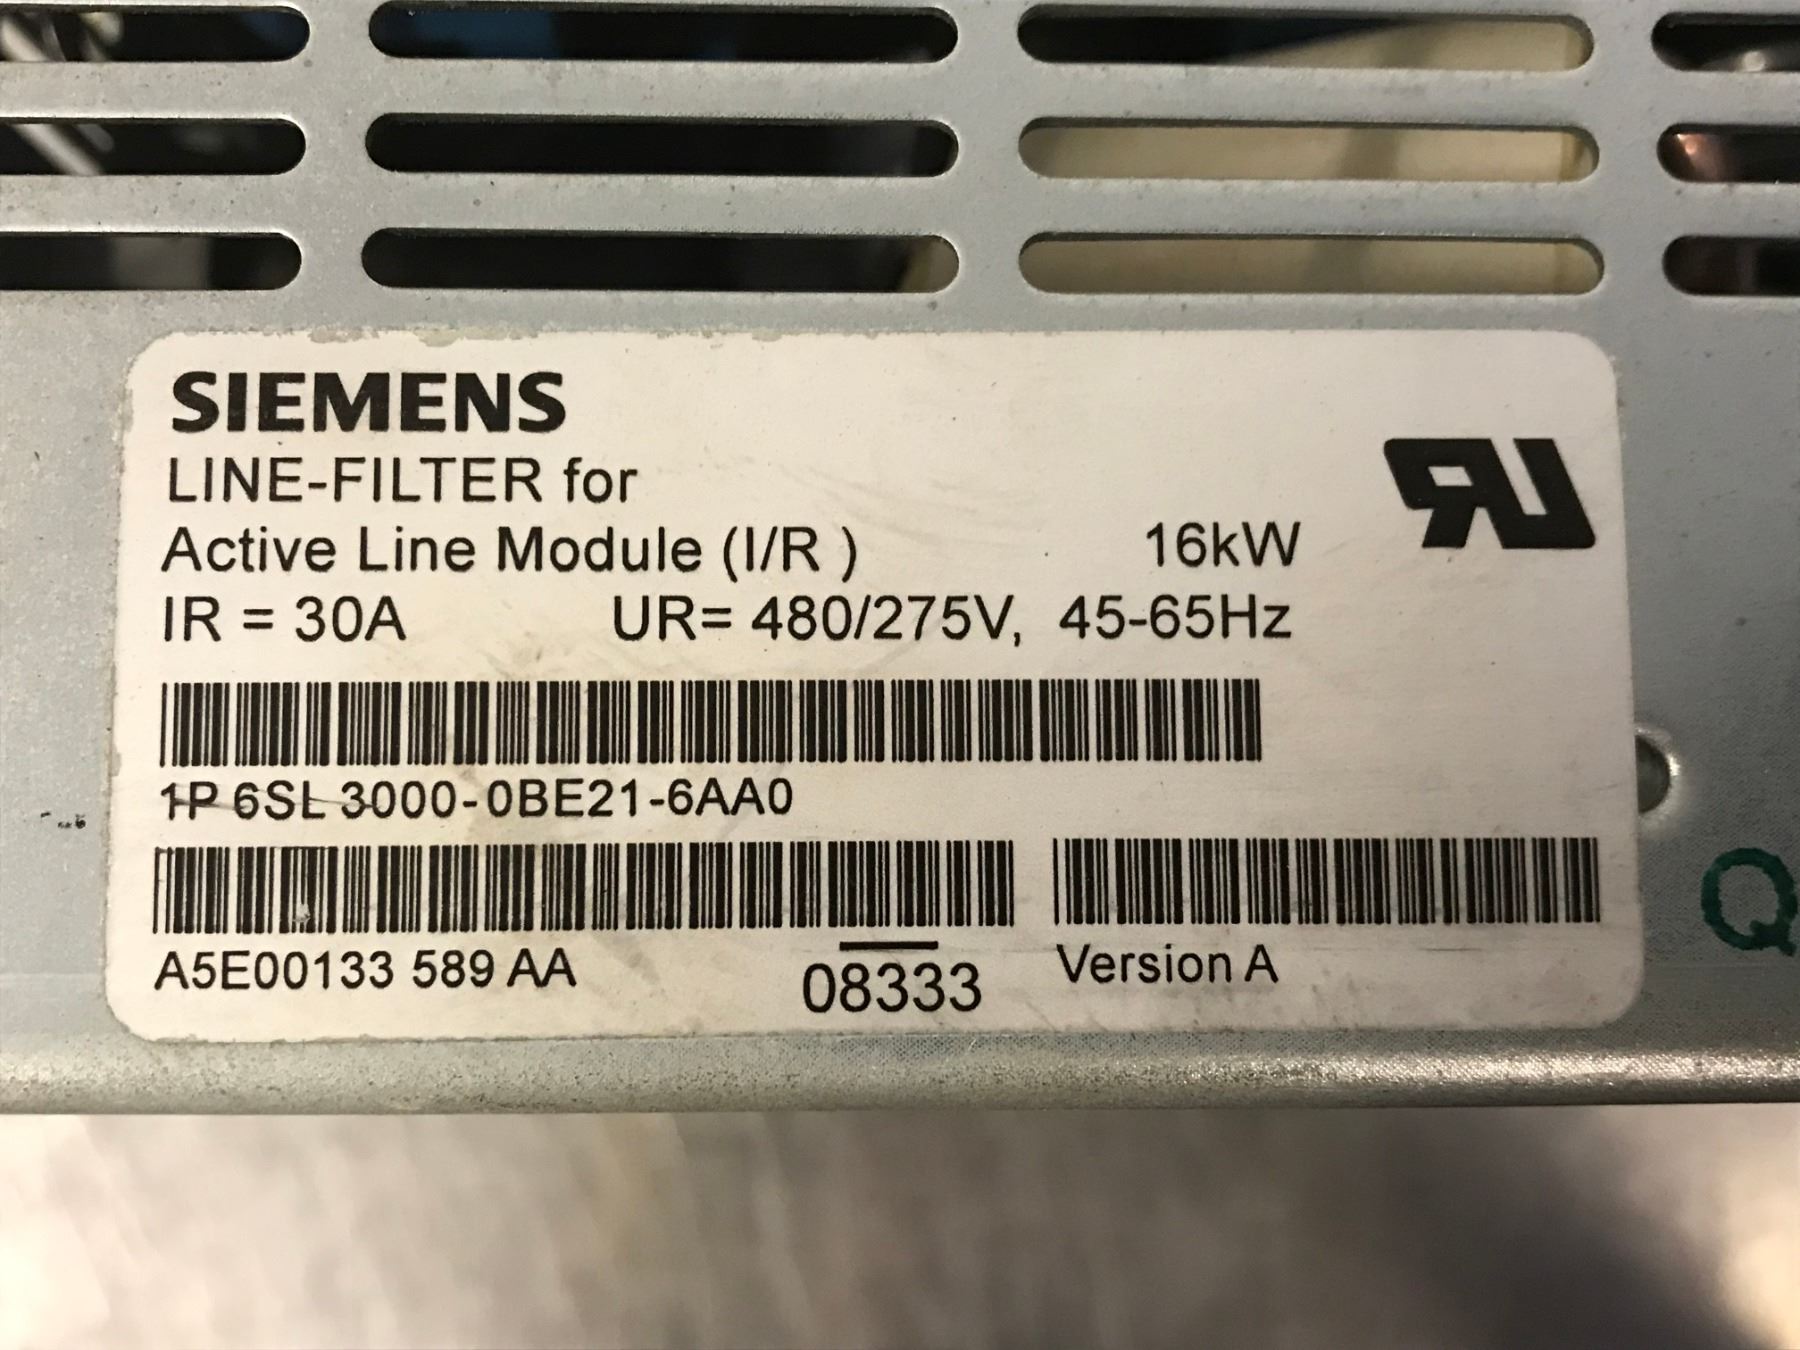 SIEMENS
LINE-FILTER for
Active Line Module (I/R ) 16kW
IR = 30A UR= 480/275V, 45-65Hz
1P 6SL 3000-0BE21-6AA0
A5E00133 589 AA 08333 Version A
Q